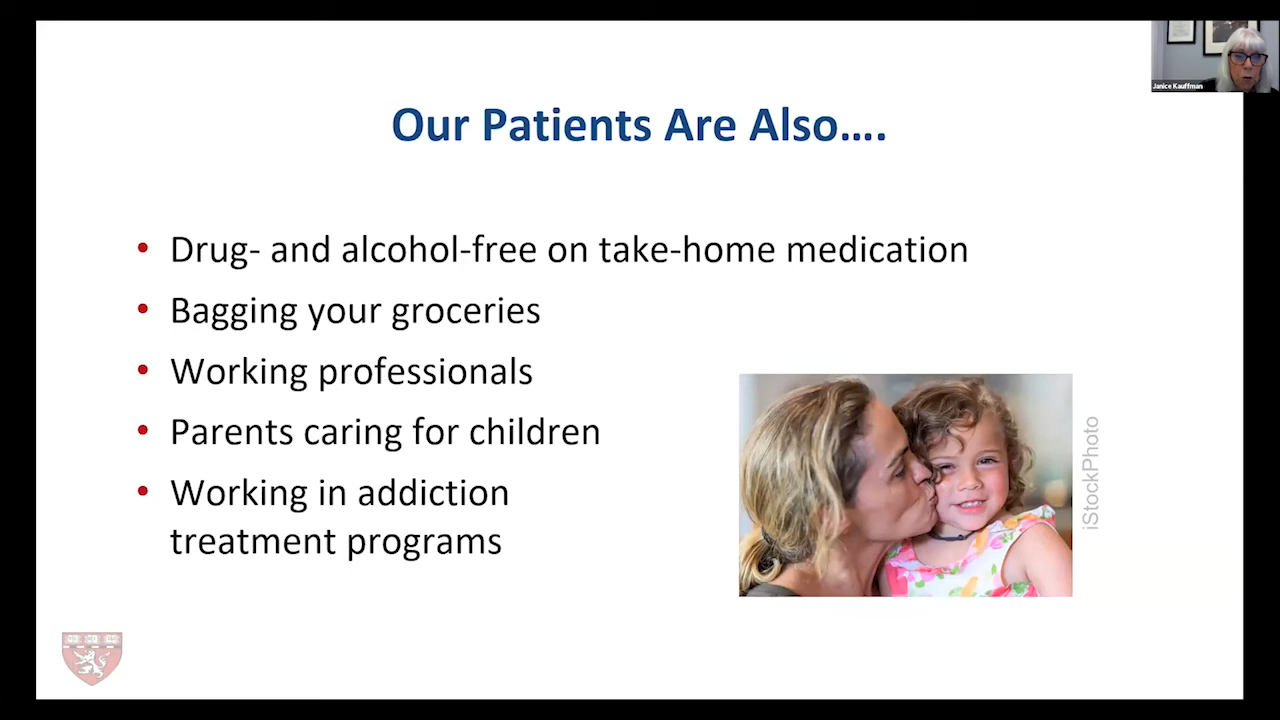 Our Patients Are Also....
• Drug- and alcohol-free on take-home medication
• Bagging your groceries
• Working professionals
• Parents caring for children
• Working in addiction
treatment programs
iStockPhoto
Janice Kauffman